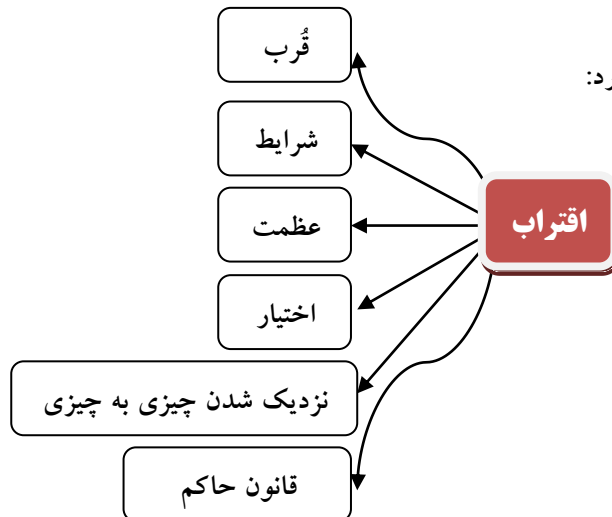 رد:
اقتراب
قُرب
شرایط
عظمت
اختیار
نزدیک شدن چیزی به چیزی
قانون حاکم